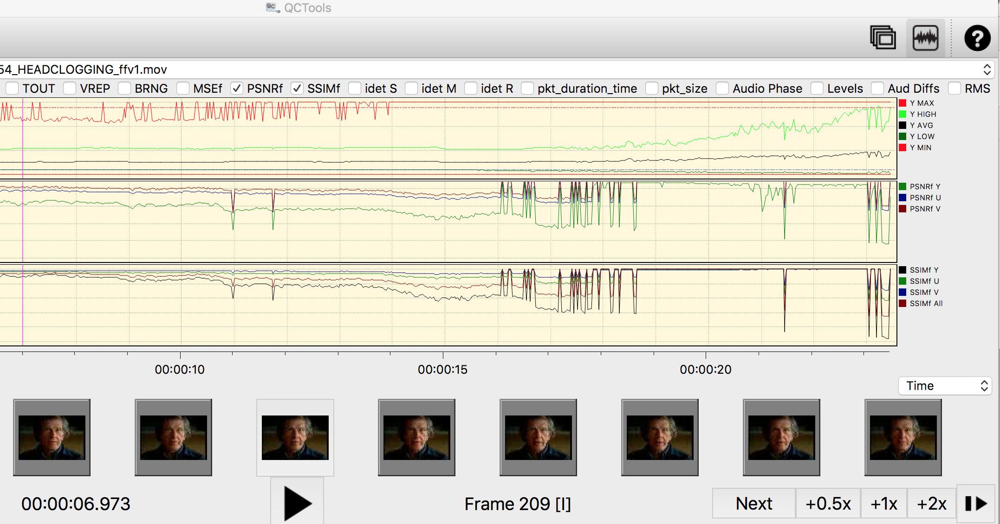 QCTools
54_HEADCLOGGING_ffv1.mov
TOUT VREP BRNG MSEf PSNRf SSIMf idet S idet M idet R pkt_duration_time pkt_size Audio Phase Levels Aud Diffs RMS
Y MAX
Y HIGH
Y AVG
Y LOW
Y MIN
PSNRf Y
PSNRf U
PSNRf V
SSIMf Y
SSIMf U
SSIMf V
SSIMf All
00:00:10 00:00:15 00:00:20
Time
00:00:06.973 Frame 209 [I] Next +0.5x +1x +2x